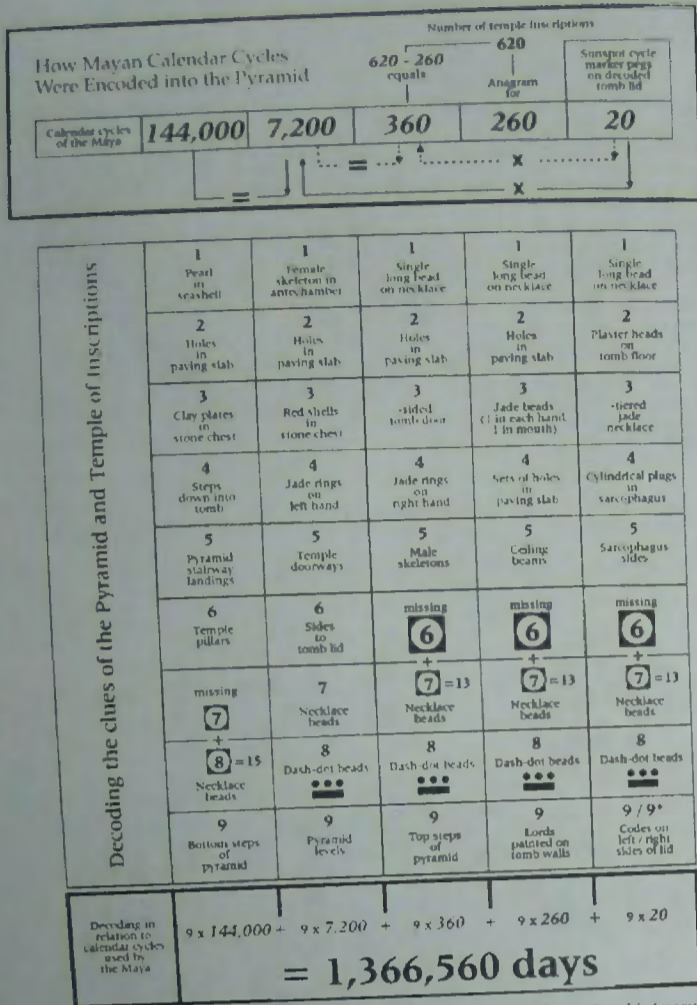 Number of temple Inscriptions
How Mayan Calendar Cycles
Were Encoded into the Pyramid
620 - 260
equals
620
Anagram
for
Sunspot cycle
marker pegs
on decoded
tomb lid
Calendar cycles
of the Maya
144,000 7,200 360 260 20
= = x
x
Decoding the clues of the Pyramid and Temple of Inscriptions
1
Pearl
in
seashell
1
Female
skeleton in
antechamber
1
Single
long bead
on necklace
1
Single
long bead
on necklace
1
Single
long bead
on necklace
2
Holes
in
paving slab
2
Holes
in
paving slab
2
Holes
in
paving slab
2
Holes
in
paving slab
2
Plaster heads
on
tomb floor
3
Clay plates
in
stone chest
3
Red shells
in
stone chest
3
-sided
tomb door
3
Jade beads
(1 in each hand
1 in mouth)
3
-tiered
jade
necklace
4
Steps
down into
tomb
4
Jade rings
on
left hand
4
Jade rings
on
right hand
4
Sets of holes
in
paving slab
4
Cylindrical plugs
in
sarcophagus
5
Pyramid
stairway
landings
5
Temple
doorways
5
Male
skeletons
5
Ceiling
beams
5
Sarcophagus
sides
6
Temple
pillars
6
Sides
to
tomb lid
missing
6
missing
6
missing
6
missing
7
+
8 = 15
Necklace
beads
7
Necklace
beads
+
7 = 13
Necklace
beads
+
7 = 13
Necklace
beads
+
7 = 13
Necklace
beads
8
Dash-dot beads
8
Dash-dot beads
8
Dash-dot beads
8
Dash-dot beads
9
Bottom steps
of
pyramid
9
Pyramid
levels
9
Top steps
of
pyramid
9
Lords
painted on
tomb walls
9 / 9*
Codes on
left / right
sides of lid
Decoding in
relation to
calendar cycles
used by
the Maya
9 x 144,000 + 9 x 7,200 + 9 x 360 + 9 x 260 + 9 x 20
= 1,366,560 days